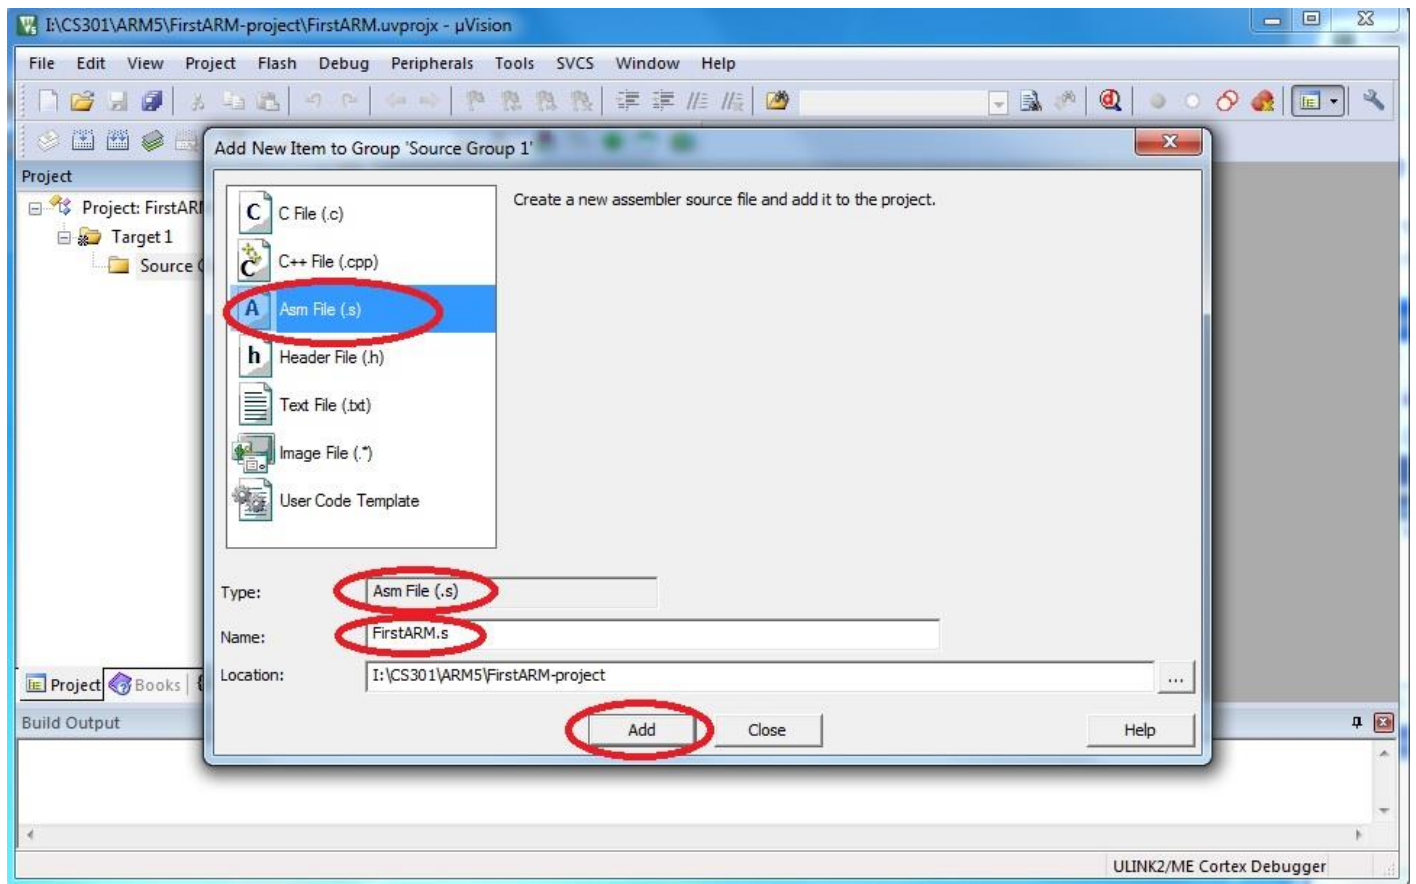 I:\CS301\ARM5\FirstARM-project\FirstARM.uvprojx - µVision
File Edit View Project Flash Debug Peripherals Tools SVCS Window Help
Add New Item to Group 'Source Group 1'
Project
Project: FirstAR
Target 1
Source
C File (.c)
C++ File (.cpp)
Asm File (.s)
Header File (.h)
Text File (.txt)
Image File (.*)
User Code Template
Create a new assembler source file and add it to the project.
Type: Asm File (.s)
Name: FirstARM.s
Location: I:\CS301\ARM5\FirstARM-project ...
Add Close Help
Project Books
Build Output
ULINK2/ME Cortex Debugger